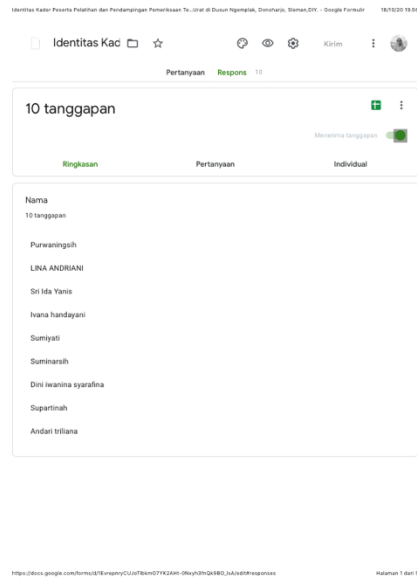 Identitas Kader Peserta Pelatihan dan Pendampingan Pemeriksaan Te...Urat di Dusun Ngemplak, Donoharjo, Sleman,DIY. - Google Formulir 18/10/20 19.06
Identitas Kad Kirim
Pertanyaan Respons 10
10 tanggapan
Menerima tanggapan
Ringkasan Pertanyaan Individual
Nama
10 tanggapan
Purwaningsih
LINA ANDRIANI
Sri Ida Yanis
Ivana handayani
Sumiyati
Suminarsih
Dini iwanina syarafina
Supartinah
Andari triliana
Halaman 1 dari